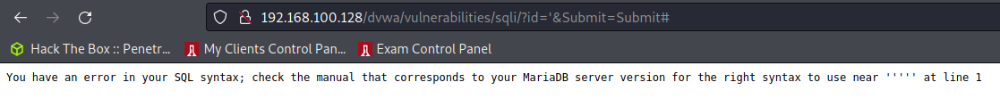 192.168.100.128/dvwa/vulnerabilities/sqli/?id='&Submit=Submit#
Hack The Box :: Penetr... My Clients Control Pan... Exam Control Panel
You have an error in your SQL syntax; check the manual that corresponds to your MariaDB server version for the right syntax to use near ''''' at line 1